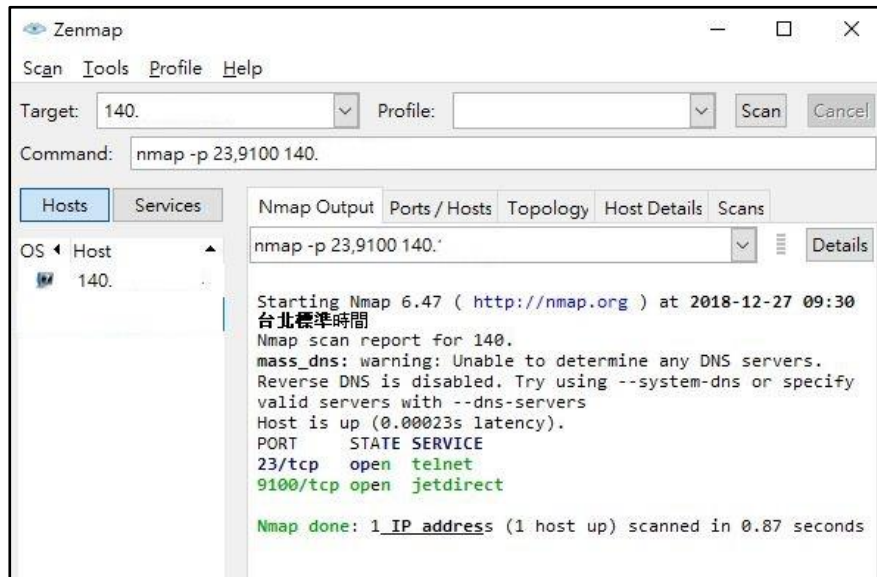 Zenmap
Scan Tools Profile Help
Target: 140. Profile: Scan Cancel
Command: nmap -p 23,9100 140.
Hosts Services
Nmap Output Ports / Hosts Topology Host Details Scans
OS Host
nmap -p 23,9100 140. Details
140.
Starting Nmap 6.47 ( http://nmap.org ) at 2018-12-27 09:30
台北標準時間
Nmap scan report for 140.
mass_dns: warning: Unable to determine any DNS servers.
Reverse DNS is disabled. Try using --system-dns or specify
valid servers with --dns-servers
Host is up (0.00023s latency).
PORT STATE SERVICE
23/tcp open telnet
9100/tcp open jetdirect
Nmap done: 1 IP address (1 host up) scanned in 0.87 seconds